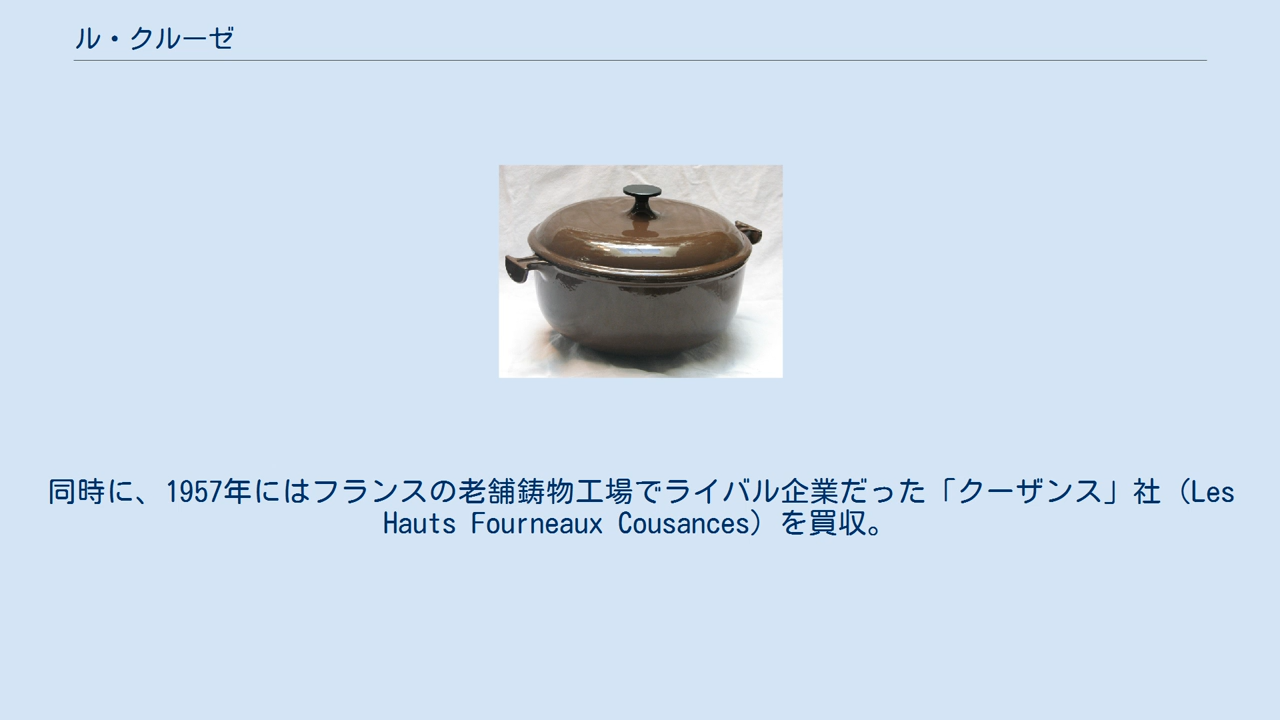 ル・クルーゼ
同時に、1957年にはフランスの老舗鋳物工場でライバル企業だった「クーザンス」社（Les
Hauts Fourneaux Cousances）を買収。